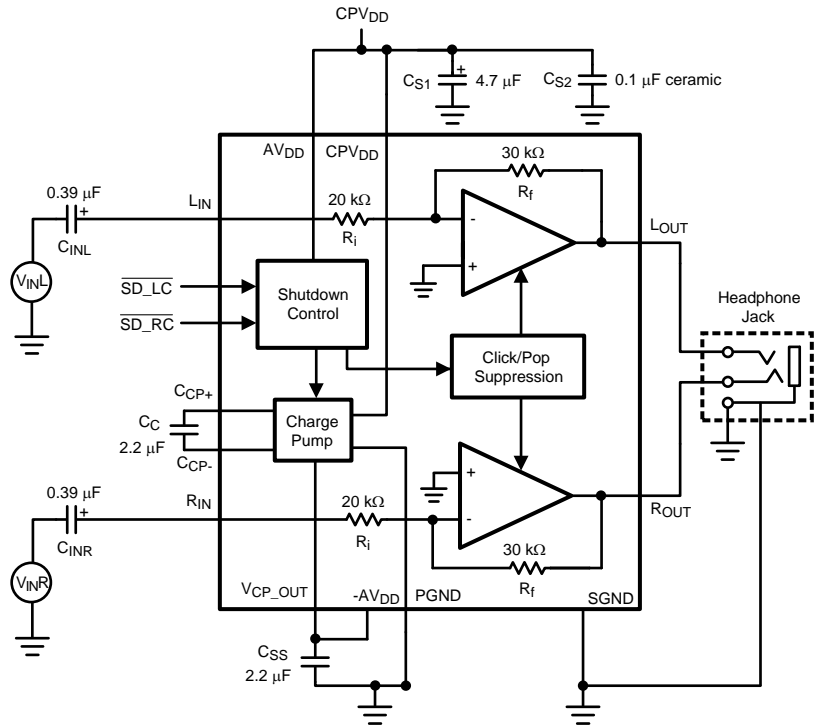 CPVDD
CS1
+
4.7 μF
CS2
0.1 μF ceramic
AVDD
CPVDD
30 kΩ
Rf
0.39 μF
+
CINL
LIN
20 kΩ
Ri
-
+
LOUT
VINL
SD_LC
SD_RC
Shutdown
Control
Click/Pop
Suppression
Headphone
Jack
CCP+
CC
2.2 μF
CCP-
Charge
Pump
0.39 μF
+
CINR
RIN
20 kΩ
Ri
+
-
ROUT
30 kΩ
Rf
VINR
VCP_OUT
-AVDD
PGND
SGND
CSS
2.2 μF